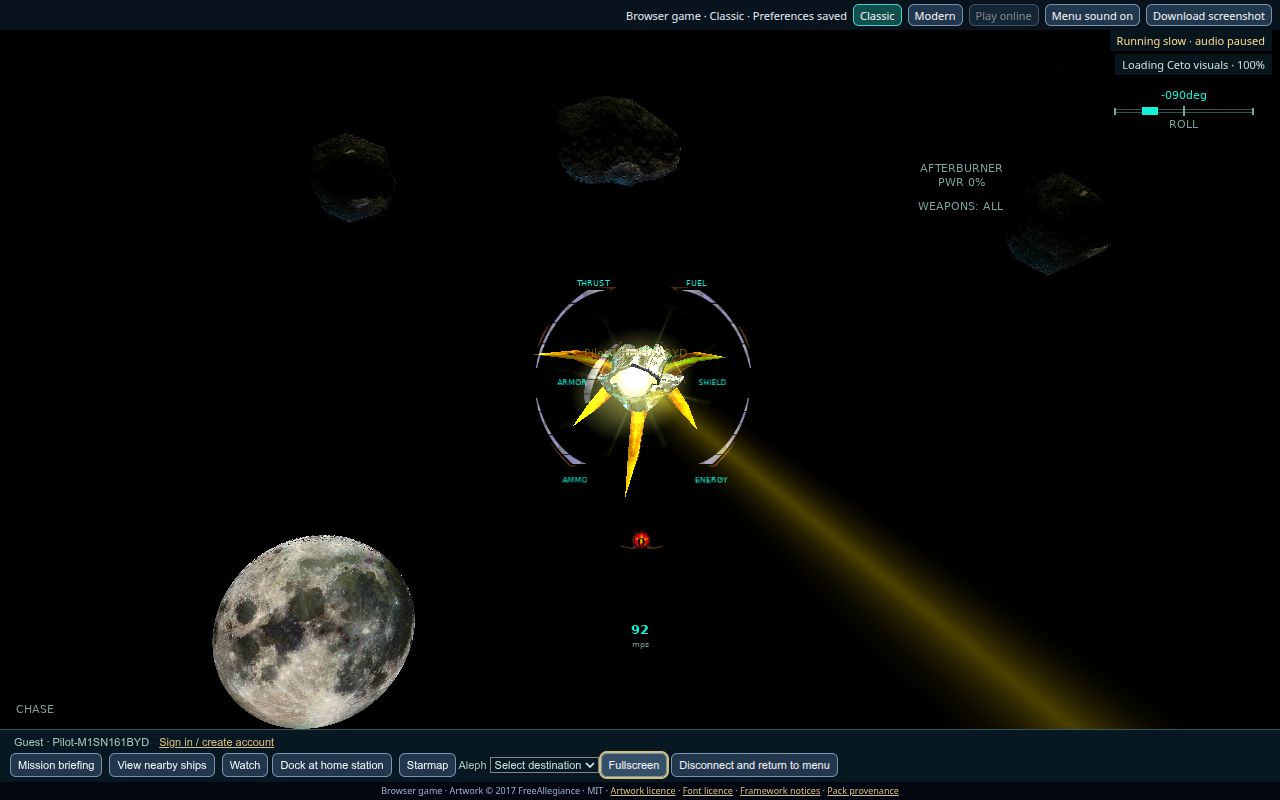 Browser game · Classic · Preferences saved Classic Modern Play online Menu sound on Download screenshot
Running slow · audio paused
Loading Ceto visuals · 100%
-090deg
ROLL
AFTERBURNER
PWR 0%
WEAPONS: ALL
THRUST FUEL
ARMOR SHIELD
AMMO ENERGY
92
mps
CHASE
Guest · Pilot-M1SN161BYD Sign in / create account
Mission briefing View nearby ships Watch Dock at home station Starmap Aleph Select destination Fullscreen Disconnect and return to menu
Browser game · Artwork © 2017 FreeAllegiance · MIT · Artwork licence · Font licence · Framework notices · Pack provenance